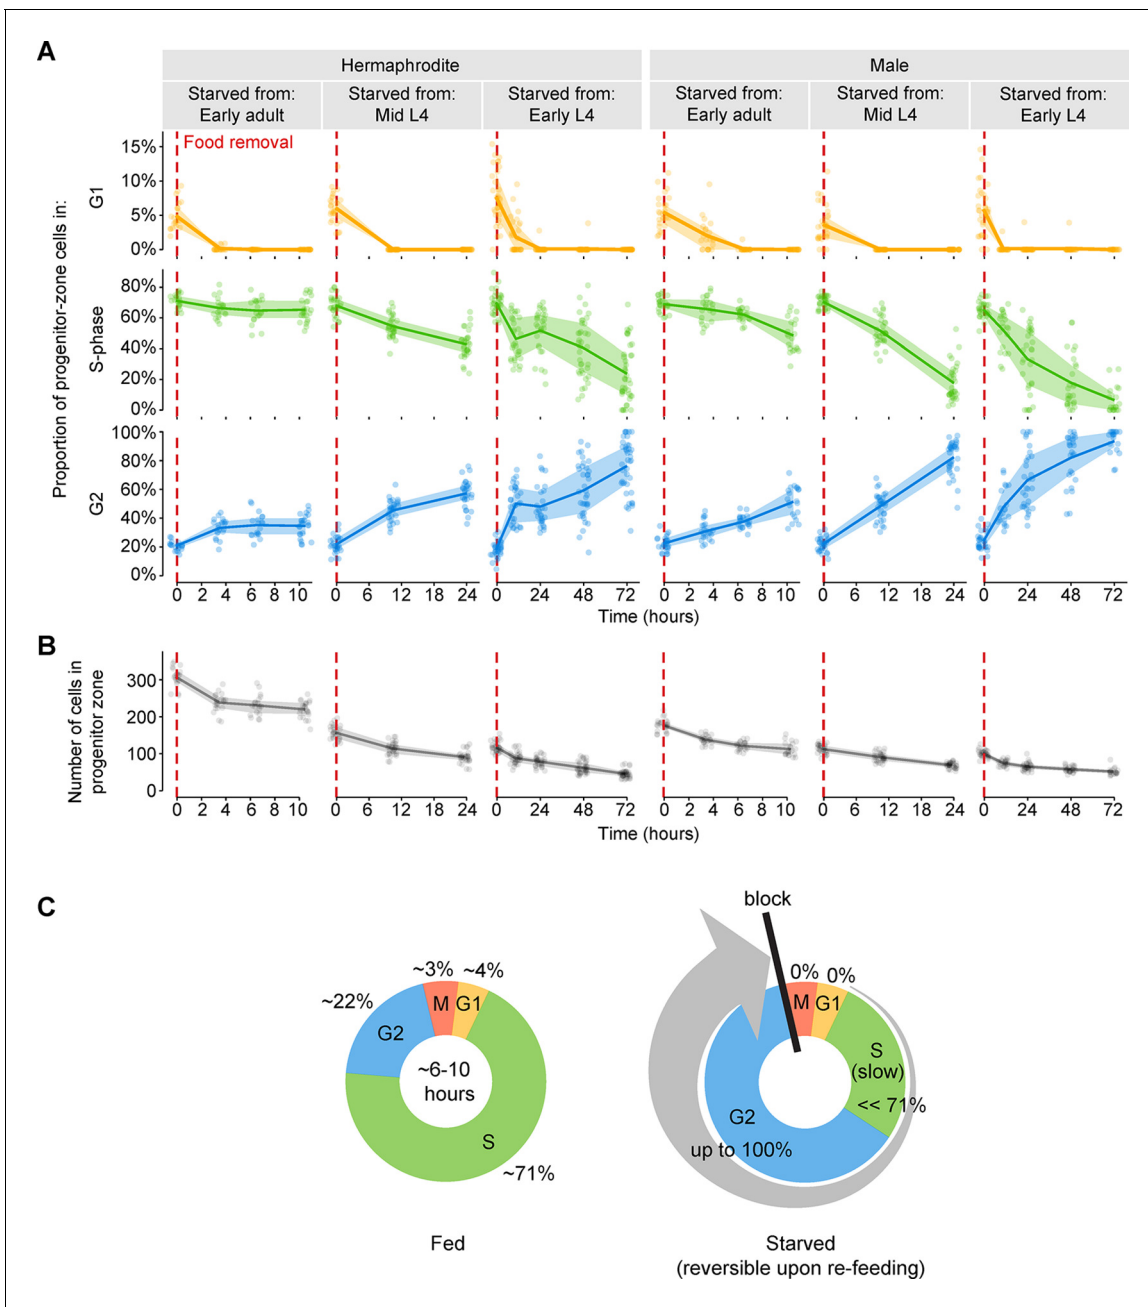 A
Hermaphrodite
Male
Starved from:
Early adult
Starved from:
Mid L4
Starved from:
Early L4
Starved from:
Early adult
Starved from:
Mid L4
Starved from:
Early L4
Food removal
Proportion of progenitor-zone cells in:
G1
15%
10%
5%
0%
S-phase
80%
60%
40%
20%
0%
G2
100%
80%
60%
40%
20%
0%
0 2 4 6 8 10
0 6 12 18 24
0 24 48 72
0 2 4 6 8 10
0 6 12 18 24
0 24 48 72
Time (hours)
B
Number of cells in
progenitor zone
300
200
100
0
0 2 4 6 8 10
0 6 12 18 24
0 24 48 72
0 2 4 6 8 10
0 6 12 18 24
0 24 48 72
Time (hours)
C
~3% ~4%
~22%
M G1
G2
~6-10
hours
S
~71%
Fed
block
0% 0%
M G1
S
(slow)
<< 71%
G2
up to 100%
Starved
(reversible upon re-feeding)